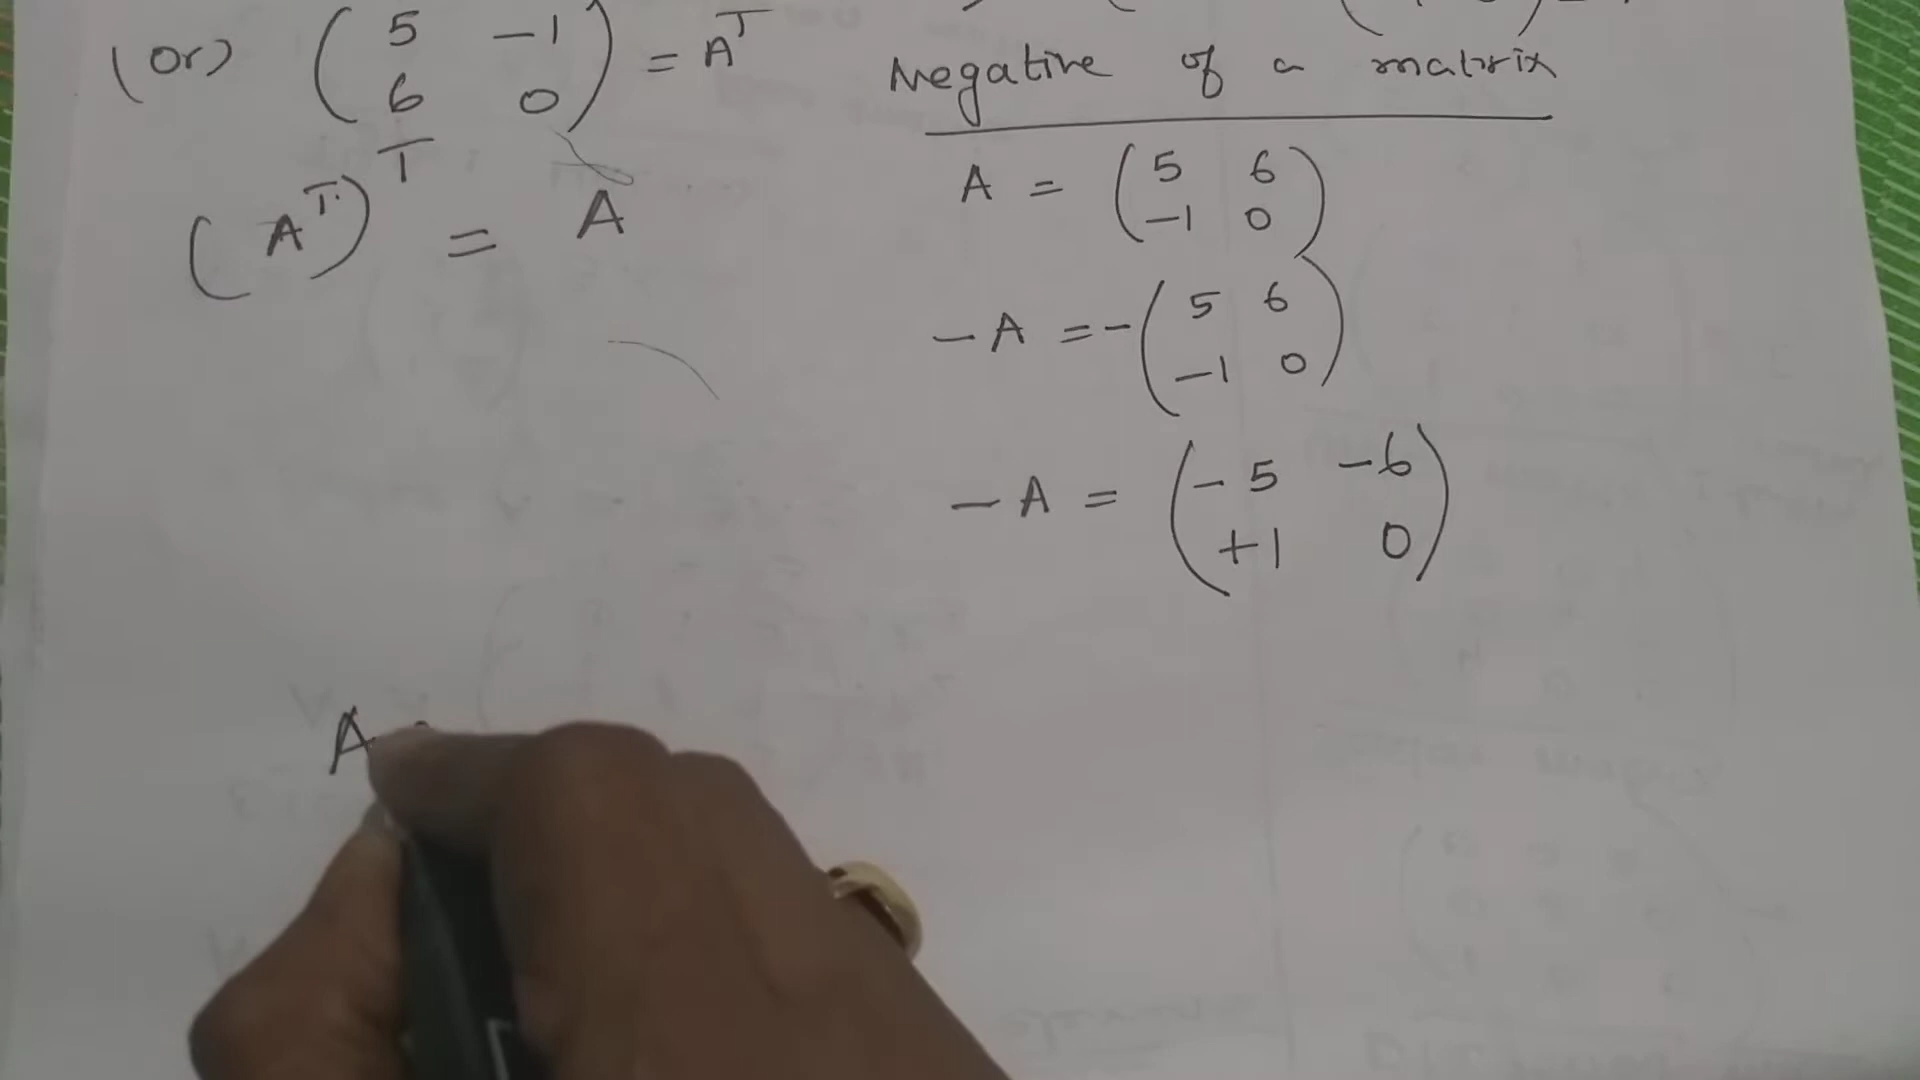 (or) ( 5 -1 ) = A^T
6 0
(A^T)^T = A
Negative of a matrix
A = ( 5 6 )
-1 0
-A = - ( 5 6 )
-1 0
-A = ( -5 -6 )
+1 0
A